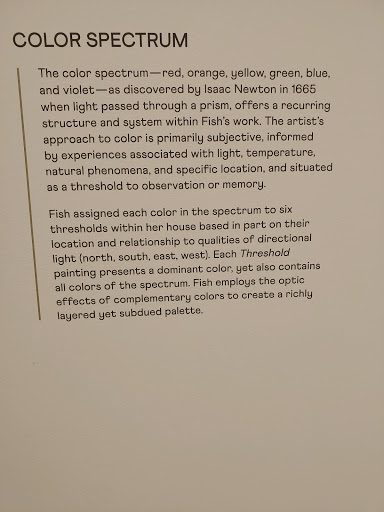 COLOR SPECTRUM
The color spectrum—red, orange, yellow, green, blue,
and violet—as discovered by Isaac Newton in 1665
when light passed through a prism, offers a recurring
structure and system within Fish's work. The artist's
approach to color is primarily subjective, informed
by experiences associated with light, temperature,
natural phenomena, and specific location, and situated
as a threshold to observation or memory.
Fish assigned each color in the spectrum to six
thresholds within her house based in part on their
location and relationship to qualities of directional
light (north, south, east, west). Each Threshold
painting presents a dominant color, yet also contains
all colors of the spectrum. Fish employs the optic
effects of complementary colors to create a richly
layered yet subdued palette.